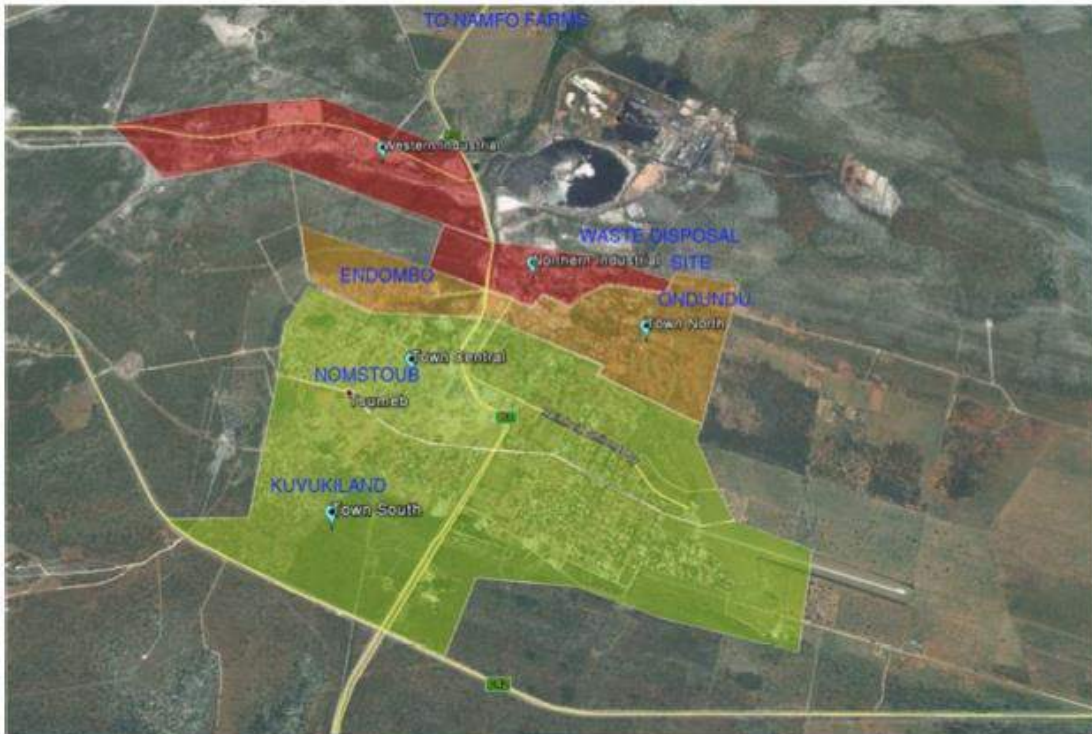 TO NAMFO FARMS
Western Industrial
WASTE DISPOSAL
SITE
Northern Industrial
ENDOMBO
ONDUNDU
Town North
Town Central
NOMSTOUB
Tsumeb
KUVUKILAND
Town South